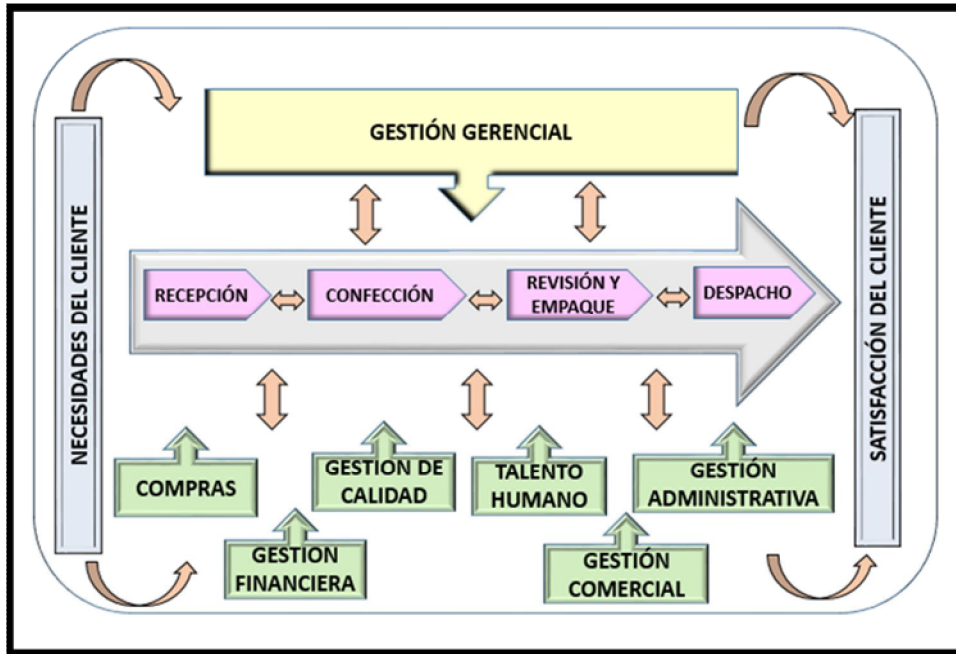 GESTIÓN GERENCIAL
NECESIDADES DEL CLIENTE
RECEPCIÓN
CONFECCIÓN
REVISIÓN Y
EMPAQUE
DESPACHO
SATISFACCIÓN DEL CLIENTE
COMPRAS
GESTION DE
CALIDAD
TALENTO
HUMANO
GESTIÓN
ADMINISTRATIVA
GESTION
FINANCIERA
GESTIÓN
COMERCIAL